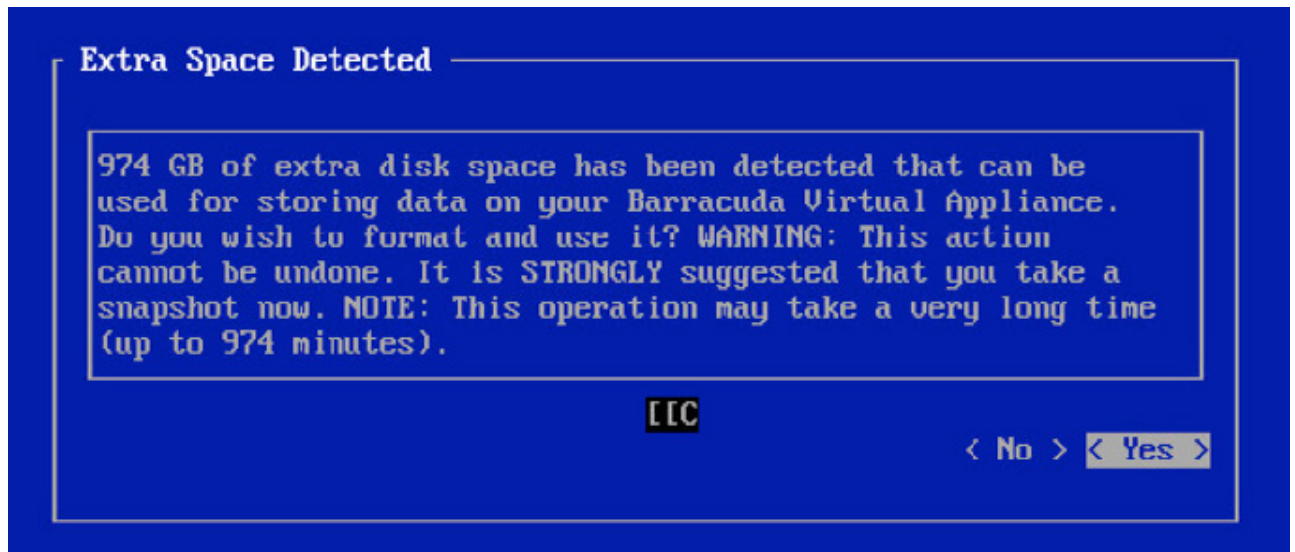 Extra Space Detected
974 GB of extra disk space has been detected that can be
used for storing data on your Barracuda Virtual Appliance.
Do you wish to format and use it? WARNING: This action
cannot be undone. It is STRONGLY suggested that you take a
snapshot now. NOTE: This operation may take a very long time
(up to 974 minutes).
[[C
< No > < Yes >